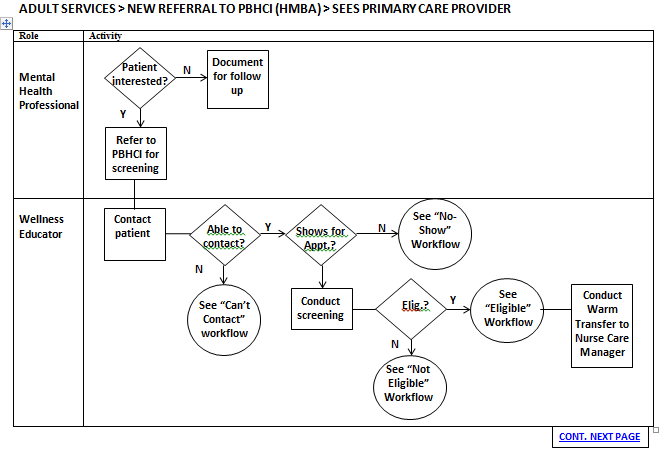 ADULT SERVICES > NEW REFERRAL TO PBHCI (HMBA) > SEES PRIMARY CARE PROVIDER
Role
Activity
Mental
Health
Professional
Patient
interested?
N
Document
for follow
up
Y
Refer to
PBHCI for
screening
Wellness
Educator
Contact
patient
Able to
contact?
Y
Shows for
Appt.?
N
See "No-
Show"
Workflow
N
See "Can't
Contact"
workflow
Conduct
screening
Elig.?
Y
See
"Eligible"
Workflow
Conduct
Warm
Transfer to
Nurse Care
Manager
N
See "Not
Eligible"
Workflow
CONT. NEXT PAGE